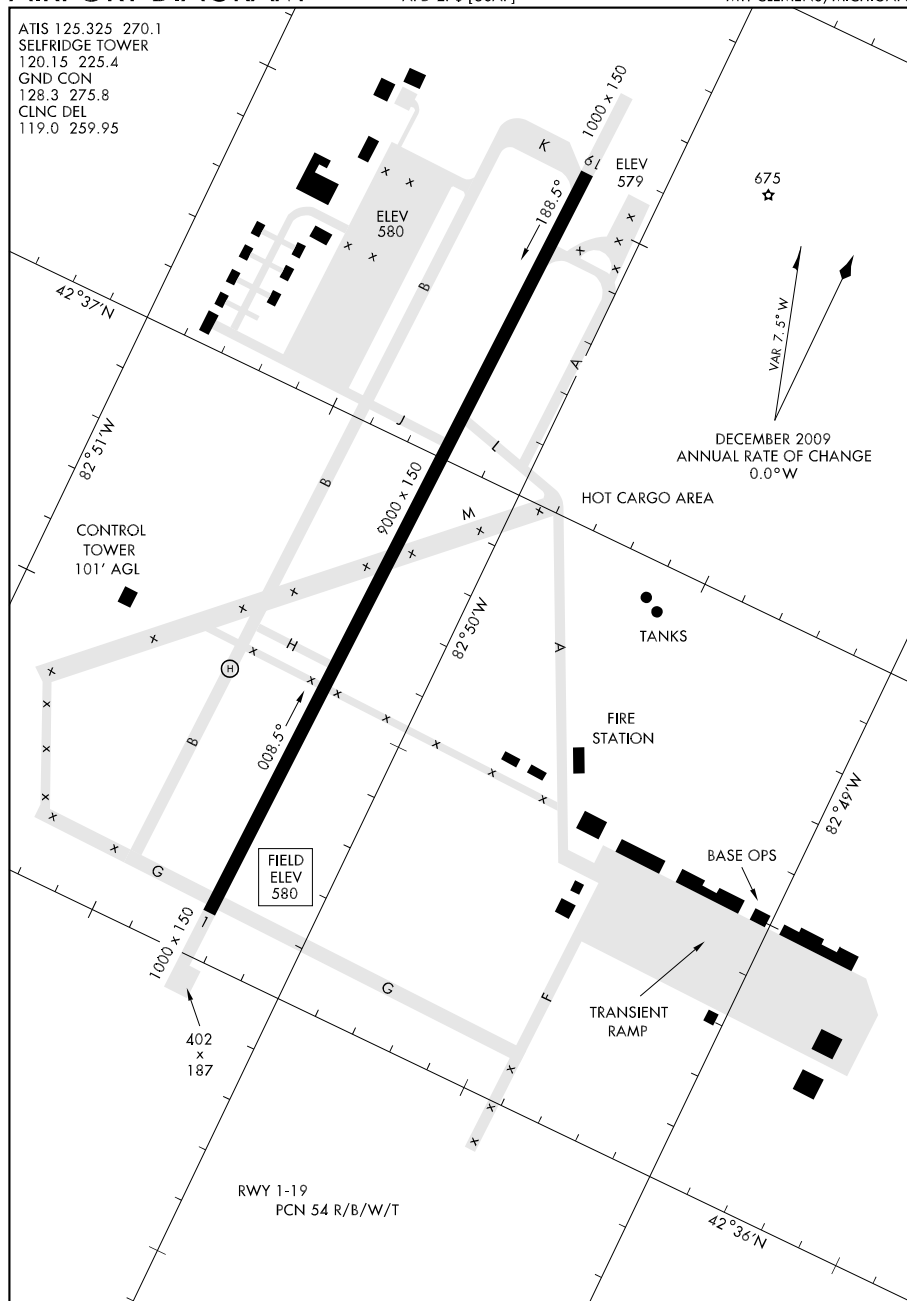 ATIS 125.325 270.1
SELFRIDGE TOWER
120.15 225.4
GND CON
128.3 275.8
CLNC DEL
119.0 259.95
1000 x 150
K
19
ELEV
579
675
188.5°
ELEV
580
B
42°37'N
VAR 7.5° W
A
J
L
82°51'W
DECEMBER 2009
ANNUAL RATE OF CHANGE
0.0° W
B
9000 x 150
M
HOT CARGO AREA
CONTROL
TOWER
101' AGL
82°50'W
TANKS
H
A
H
008.5°
B
FIRE
STATION
82°49'W
FIELD
ELEV
580
BASE OPS
G
1
1000 x 150
G
F
TRANSIENT
RAMP
402
x
187
RWY 1-19
PCN 54 R/B/W/T
42°36'N